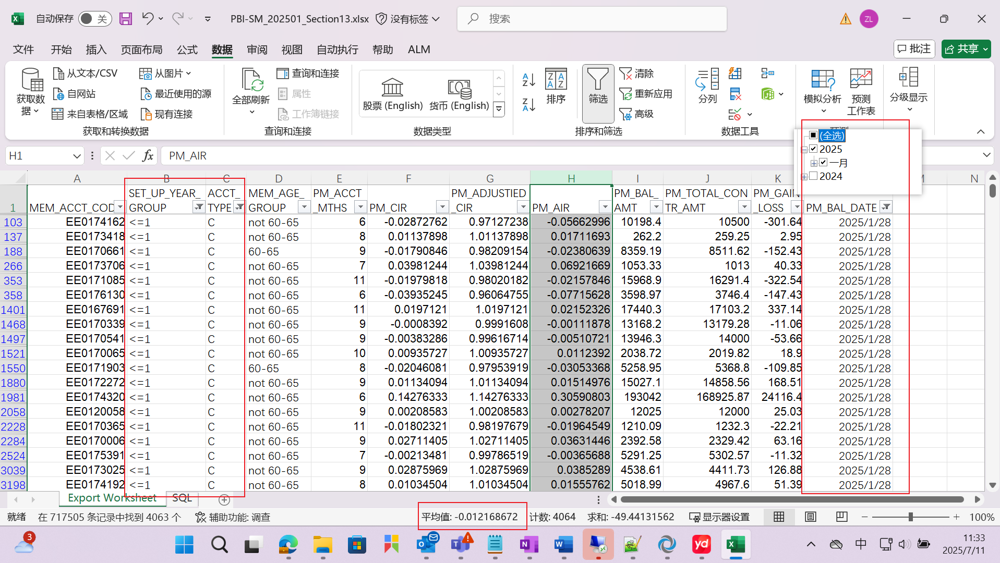 自动保存 关 PBI-SM_202501_Section13.xlsx 没有标签 搜索 ZL
文件 开始 插入 页面布局 公式 数据 审阅 视图 自动执行 帮助 ALM 批注 共享
获取数据 从文本/CSV 自网站 来自表格/区域 从图片 最近使用的源 现有连接
获取和转换数据
全部刷新 查询和连接 属性 工作簿链接
查询和连接
股票 (English) 货币 (English)
数据类型
排序 筛选 清除 重新应用 高级
排序和筛选
分列
数据工具
模拟分析 预测工作表
预测
分级显示
(全选)
2025
一月
2024
H1 fx PM_AIR
A B C D E F G H I J K M N
1 MEM_ACCT_COD SET_UP_YEAR_GROUP ACCT_TYPE MEM_AGE_GROUP PM_ACCT_MTHS PM_CIR PM_ADJUSTIED_CIR PM_AIR PM_BAL_AMT PM_TOTAL_CONTR_AMT PM_GAIN_LOSS PM_BAL_DATE
103 EE0174162 <=1 C not 60-65 6 -0.02872762 0.97127238 -0.05662996 10198.4 10500 -301.64 2025/1/28
137 EE0173418 <=1 C not 60-65 8 0.01137898 1.01137898 0.01711693 262.2 259.25 2.95 2025/1/28
188 EE0170661 <=1 C 60-65 9 -0.01790846 0.98209154 -0.02380639 8359.19 8511.62 -152.43 2025/1/28
266 EE0173706 <=1 C not 60-65 7 0.03981244 1.03981244 0.06921669 1053.33 1013 40.33 2025/1/28
353 EE0171085 <=1 C not 60-65 11 -0.01979818 0.98020182 -0.02157846 15968.9 16291.4 -322.54 2025/1/28
358 EE0176130 <=1 C not 60-65 6 -0.03935245 0.96064755 -0.07715628 3598.97 3746.4 -147.43 2025/1/28
1401 EE0167691 <=1 C not 60-65 11 0.0197121 1.0197121 0.02152326 17440.3 17103.2 337.14 2025/1/28
1468 EE0170339 <=1 C not 60-65 9 -0.0008392 0.9991608 -0.00111878 13168.2 13179.28 -11.06 2025/1/28
1497 EE0170541 <=1 C not 60-65 9 -0.00383286 0.99616714 -0.00510721 13946.3 14000 -53.66 2025/1/28
1521 EE0170065 <=1 C not 60-65 10 0.00935727 1.00935727 0.0112392 2038.72 2019.82 18.9 2025/1/28
1550 EE0171903 <=1 C 60-65 8 -0.02046081 0.97953919 -0.03053368 5258.95 5368.8 -109.85 2025/1/28
1880 EE0172272 <=1 C not 60-65 9 0.01134094 1.01134094 0.01514976 15027.1 14858.56 168.51 2025/1/28
1981 EE0174320 <=1 C not 60-65 6 0.14276333 1.14276333 0.30590803 193042 168925.87 24116.4 2025/1/28
2058 EE0120058 <=1 C not 60-65 9 0.00208583 1.00208583 0.00278207 12025 12000 25.03 2025/1/28
2228 EE0170365 <=1 C not 60-65 11 -0.01802321 0.98197679 -0.01964549 1210.09 1232.3 -22.21 2025/1/28
2284 EE0170006 <=1 C not 60-65 9 0.02711405 1.02711405 0.03631446 2392.58 2329.42 63.16 2025/1/28
2524 EE0175391 <=1 C not 60-65 7 -0.00213481 0.99786519 -0.00365688 5291.25 5302.57 -11.32 2025/1/28
3039 EE0173025 <=1 C not 60-65 9 0.02875969 1.02875969 0.0385289 4538.61 4411.73 126.88 2025/1/28
3198 EE0174192 <=1 C not 60-65 8 0.01034504 1.01034504 0.01555762 5018.99 4967.6 51.39 2025/1/28
Export Worksheet SQL
就绪 在 717505 条记录中找到 4063 个 辅助功能: 调查 平均值: -0.012168672 计数: 4064 求和: -49.44131562 显示器设置 100%
3 yd 中 11:33
2025/7/11